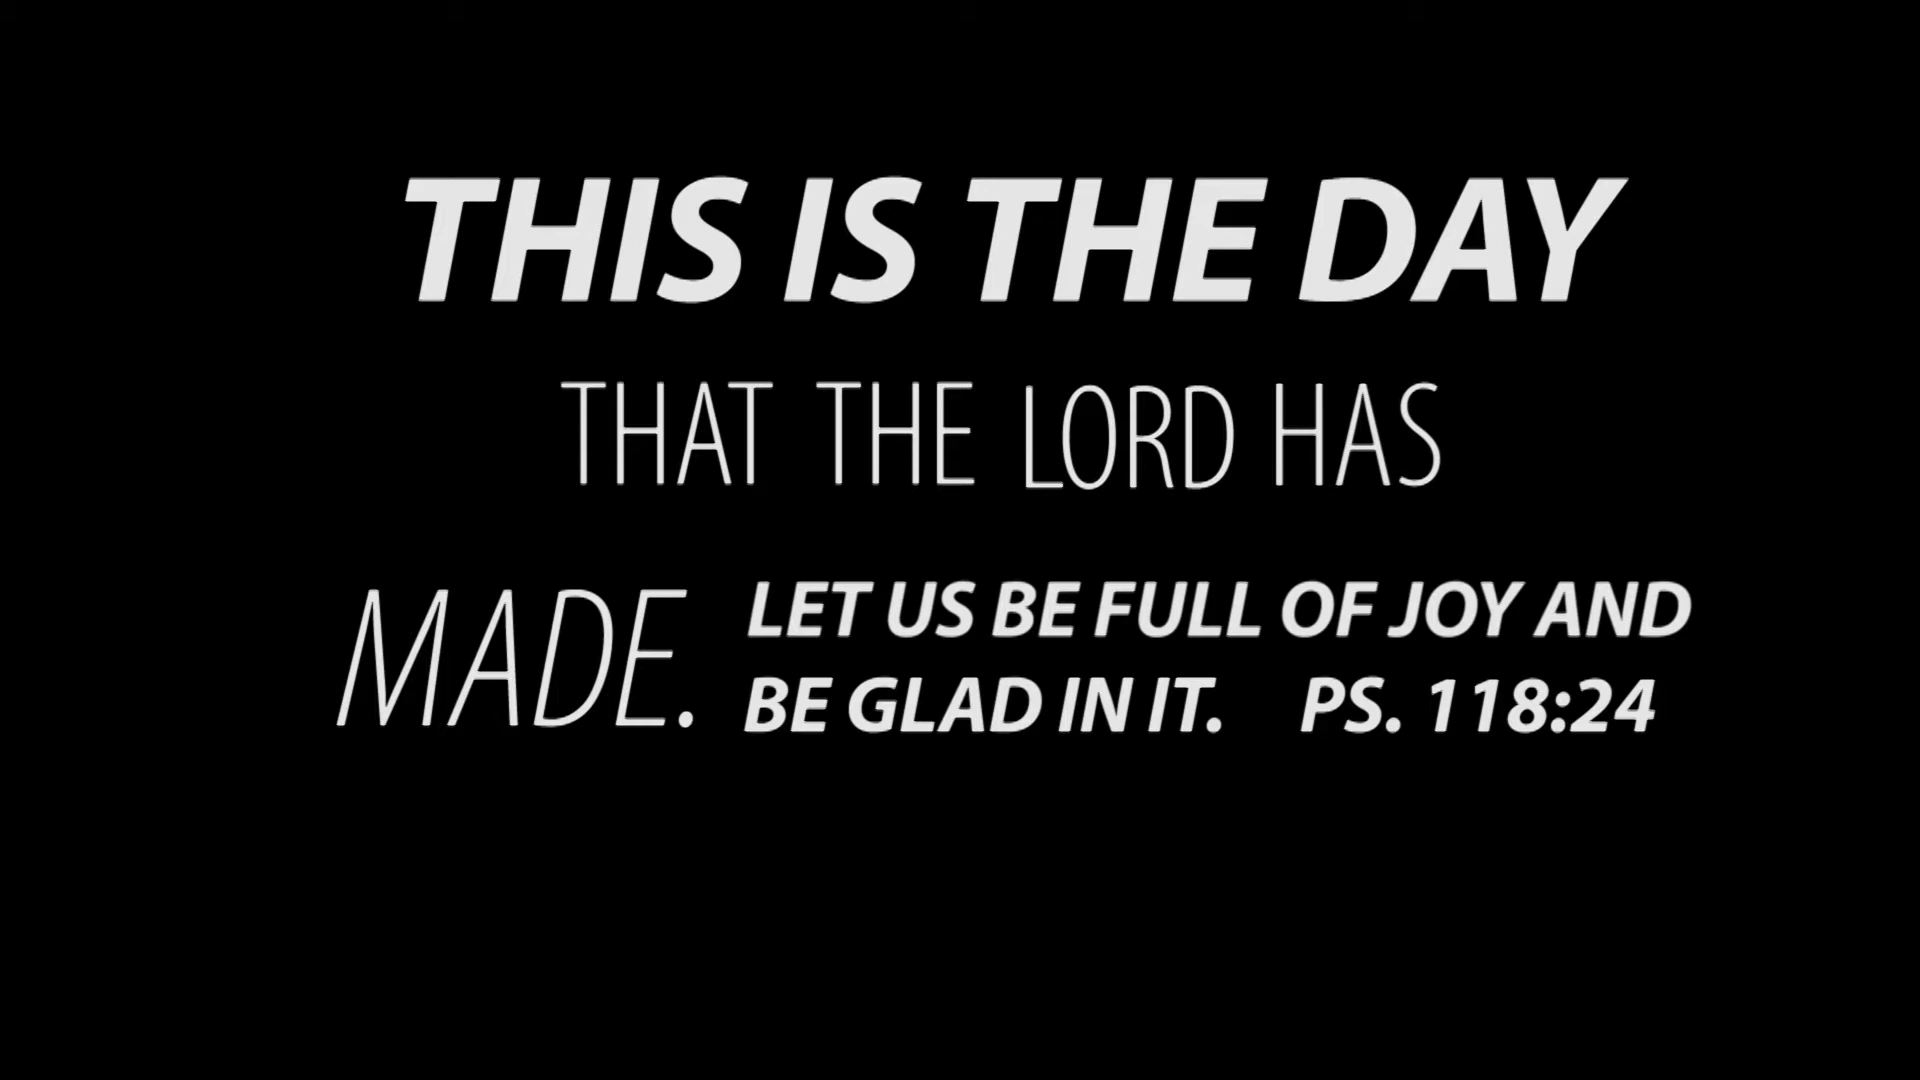 THIS IS THE DAY
THAT THE LORD HAS
MADE.
LET US BE FULL OF JOY AND
BE GLAD IN IT. PS. 118:24